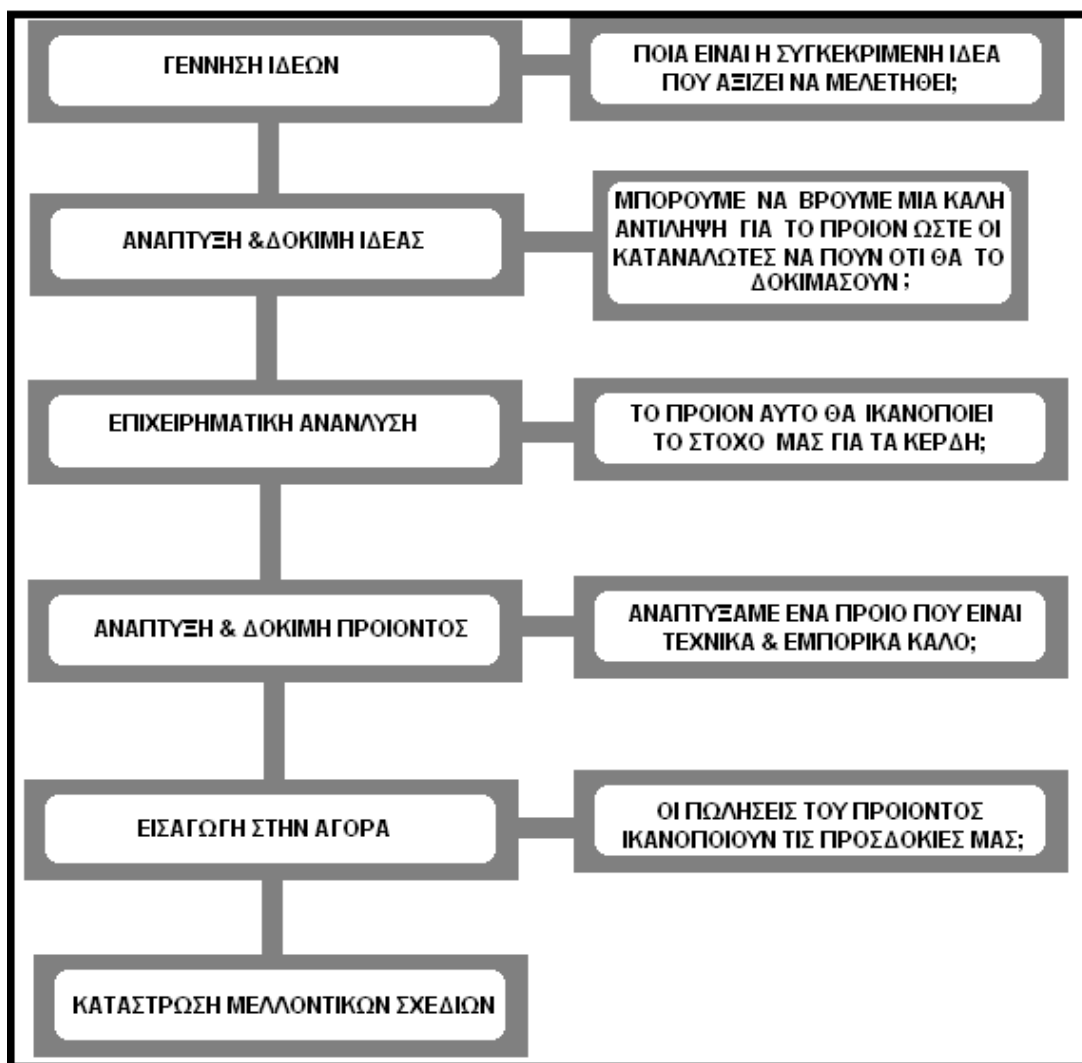 ΓΕΝΝΗΣΗ ΙΔΕΩΝ
ΠΟΙΑ ΕΙΝΑΙ Η ΣΥΓΚΕΚΡΙΜΕΝΗ ΙΔΕΑ
ΠΟΥ ΑΞΙΖΕΙ ΝΑ ΜΕΛΕΤΗΘΕΙ;
ΑΝΑΠΤΥΞΗ &ΔΟΚΙΜΗ ΙΔΕΑΣ
ΜΠΟΡΟΥΜΕ ΝΑ ΒΡΟΥΜΕ ΜΙΑ ΚΑΛΗ
ΑΝΤΙΛΗΨΗ ΓΙΑ ΤΟ ΠΡΟΙΟΝ ΩΣΤΕ ΟΙ
ΚΑΤΑΝΑΛΩΤΕΣ ΝΑ ΠΟΥΝ ΟΤΙ ΘΑ ΤΟ
ΔΟΚΙΜΑΣΟΥΝ ;
ΕΠΙΧΕΙΡΗΜΑΤΙΚΗ ΑΝΑΝΛΥΣΗ
ΤΟ ΠΡΟΙΟΝ ΑΥΤΟ ΘΑ ΙΚΑΝΟΠΟΙΕΙ
ΤΟ ΣΤΟΧΟ ΜΑΣ ΓΙΑ ΤΑ ΚΕΡΔΗ;
ΑΝΑΠΤΥΞΗ & ΔΟΚΙΜΗ ΠΡΟΙΟΝΤΟΣ
ΑΝΑΠΤΥΞΑΜΕ ΕΝΑ ΠΡΟΙΟ ΠΟΥ ΕΙΝΑΙ
ΤΕΧΝΙΚΑ & ΕΜΠΟΡΙΚΑ ΚΑΛΟ;
ΕΙΣΑΓΩΓΗ ΣΤΗΝ ΑΓΟΡΑ
ΟΙ ΠΩΛΗΣΕΙΣ ΤΟΥ ΠΡΟΙΟΝΤΟΣ
ΙΚΑΝΟΠΟΙΟΥΝ ΤΙΣ ΠΡΟΣΔΟΚΙΕΣ ΜΑΣ;
ΚΑΤΑΣΤΡΩΣΗ ΜΕΛΛΟΝΤΙΚΩΝ ΣΧΕΔΙΩΝ